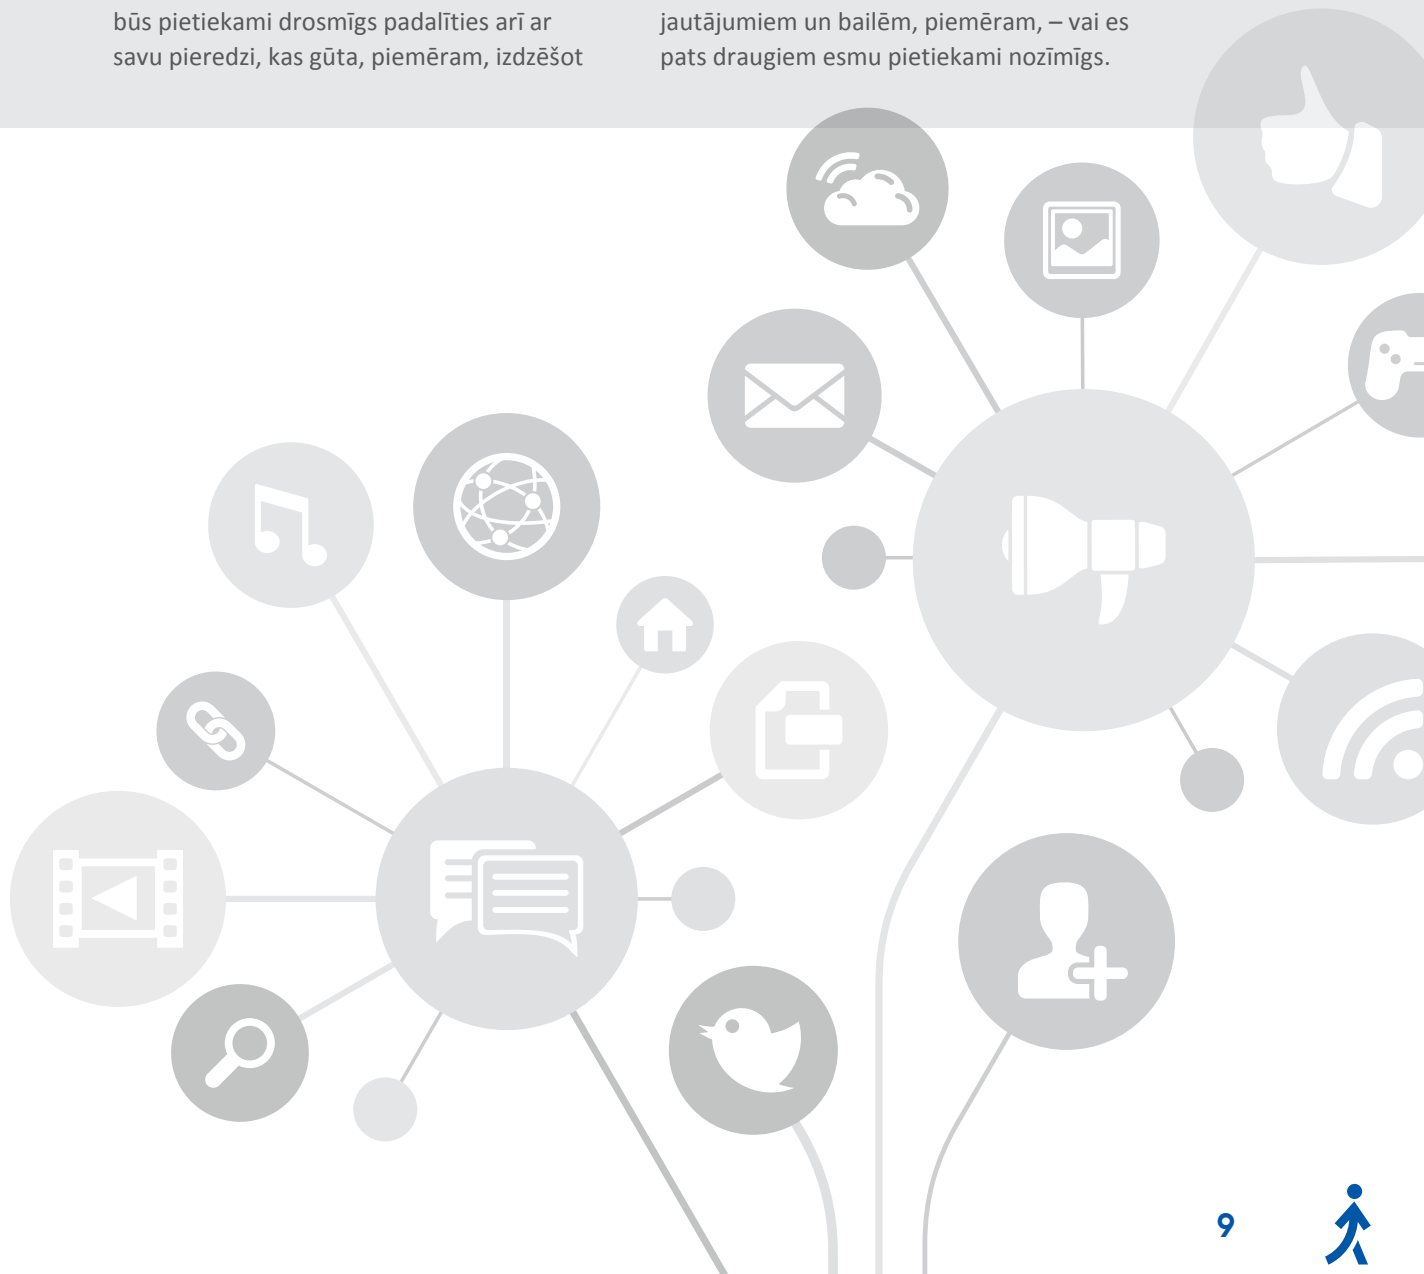 būs pietiekami drosmīgs padalīties arī ar
savu pieredzi, kas gūta, piemēram, izdzēšot
jautājumiem un bailēm, piemēram, – vai es
pats draugiem esmu pietiekami nozīmīgs.
9